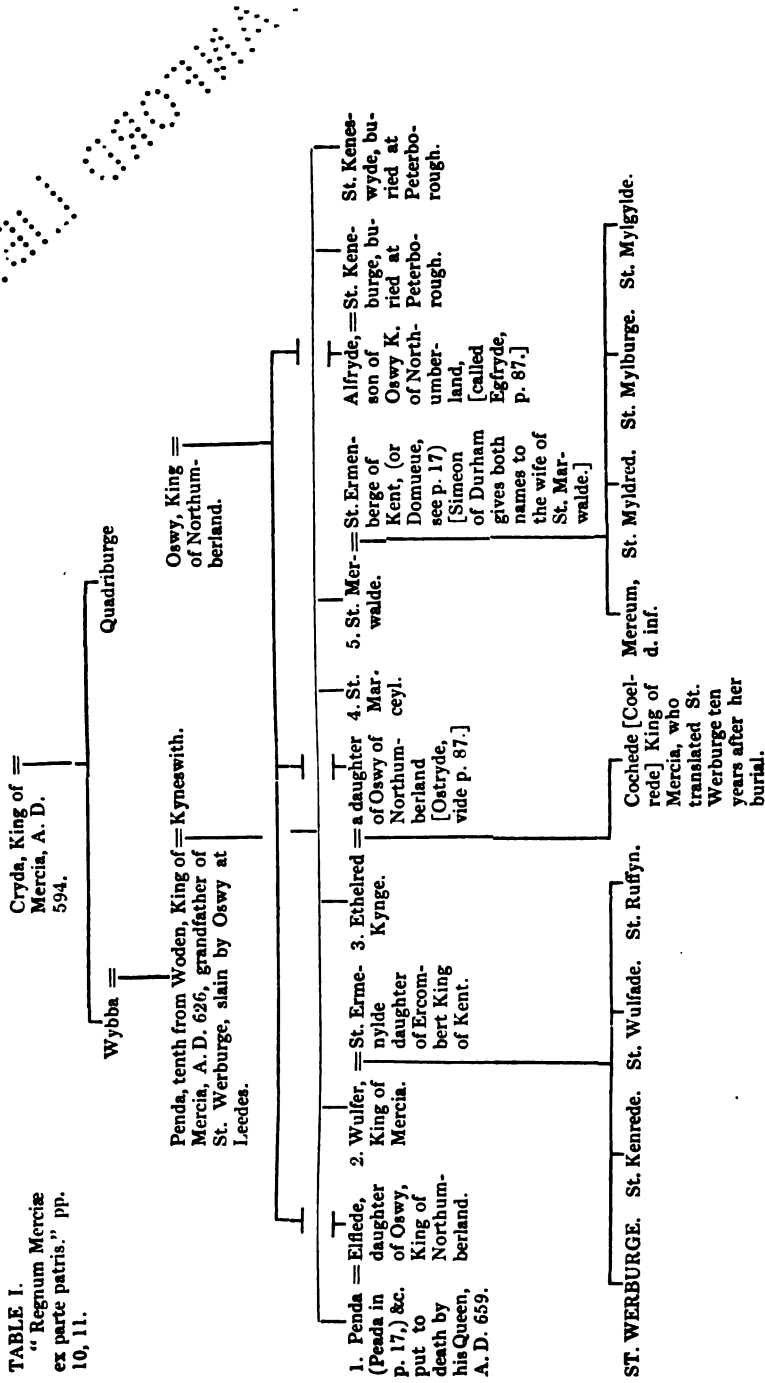 TABLE I.
“ Regnum Merciæ
ex parte patris.” pp.
10, 11.
Cryda, King of =
Mercia, A. D.
594.
Wybba =
Quadriburge
Penda, tenth from Woden, King of = Kyneswith.
Mercia, A. D. 626, grandfather of
St. Werburge, slain by Oswy at
Leedes.
Oswy, King =
of Northum-
berland.
1. Penda =
(Peada in
p. 17,) &c.
put to
death by
his Queen,
A. D. 659.
Elflede,
daughter
of Oswy,
King of
Northum-
berland.
2. Wulfer, =
King of
Mercia.
St. Erme-
nylde
daughter
of Ercom-
bert King
of Kent.
3. Ethelred =
Kynge.
a daughter
of Oswy of
Northum-
berland
[Ostryde,
vide p. 87.]
4. St.
Mar-
ceyl.
5. St. Mer- =
walde.
St. Ermen-
berge of
Kent, (or
Domueue,
see p. 17)
[Simeon
of Durham
gives both
names to
the wife of
St. Mar-
walde.]
Alfryde, =
son of
Oswy K.
of North-
umber-
land,
[called
Egfryde,
p. 87.]
St. Kene-
burge, bu-
ried at
Peterbo-
rough.
St. Kenes-
wyde, bu-
ried at
Peterbo-
rough.
ST. WERBURGE. St. Kenrede. St. Wulfade. St. Ruffyn.
Cochede [Coel-
rede] King of
Mercia, who
translated St.
Werburge ten
years after her
burial.
Mereum,
d. inf.
St. Myldred. St. Mylburge. St. Mylgylde.